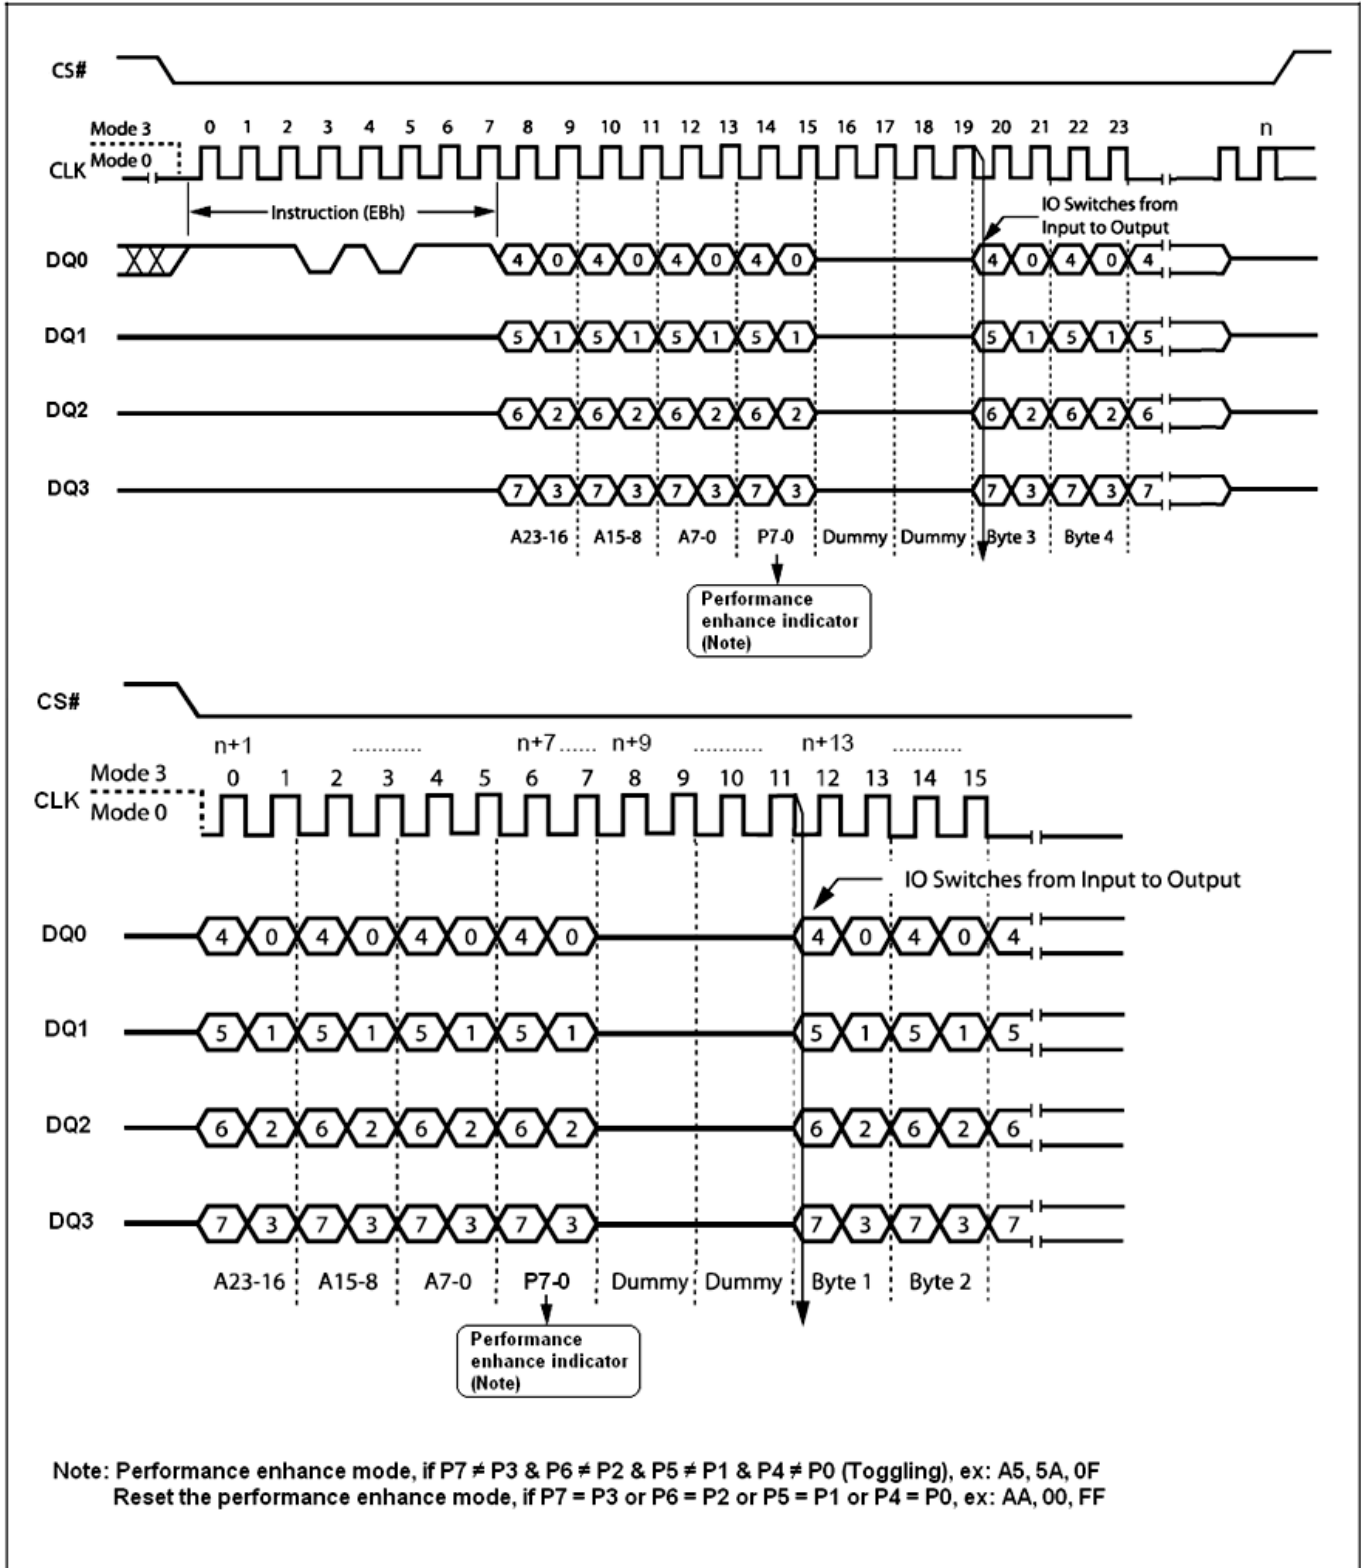 CS#
Mode 3
0 1 2 3 4 5 6 7 8 9 10 11 12 13 14 15 16 17 18 19 20 21 22 23 n
CLK Mode 0
Instruction (EBh)
IO Switches from
Input to Output
DQ0 4 0 4 0 4 0 4 0 4 0 4 0 4
DQ1 5 1 5 1 5 1 5 1 5 1 5 1 5
DQ2 6 2 6 2 6 2 6 2 6 2 6 2 6
DQ3 7 3 7 3 7 3 7 3 7 3 7 3 7
A23-16 A15-8 A7-0 P7-0 Dummy Dummy Byte 3 Byte 4
Performance
enhance indicator
(Note)
CS#
n+1 ........... n+7 ...... n+9 ........... n+13 ...........
Mode 3 0 1 2 3 4 5 6 7 8 9 10 11 12 13 14 15
CLK Mode 0
IO Switches from Input to Output
DQ0 4 0 4 0 4 0 4 0 4 0 4 0 4
DQ1 5 1 5 1 5 1 5 1 5 1 5 1 5
DQ2 6 2 6 2 6 2 6 2 6 2 6 2 6
DQ3 7 3 7 3 7 3 7 3 7 3 7 3 7
A23-16 A15-8 A7-0 P7-0 Dummy Dummy Byte 1 Byte 2
Performance
enhance indicator
(Note)
Note: Performance enhance mode, if P7 ≠ P3 & P6 ≠ P2 & P5 ≠ P1 & P4 ≠ P0 (Toggling), ex: A5, 5A, 0F
Reset the performance enhance mode, if P7 = P3 or P6 = P2 or P5 = P1 or P4 = P0, ex: AA, 00, FF